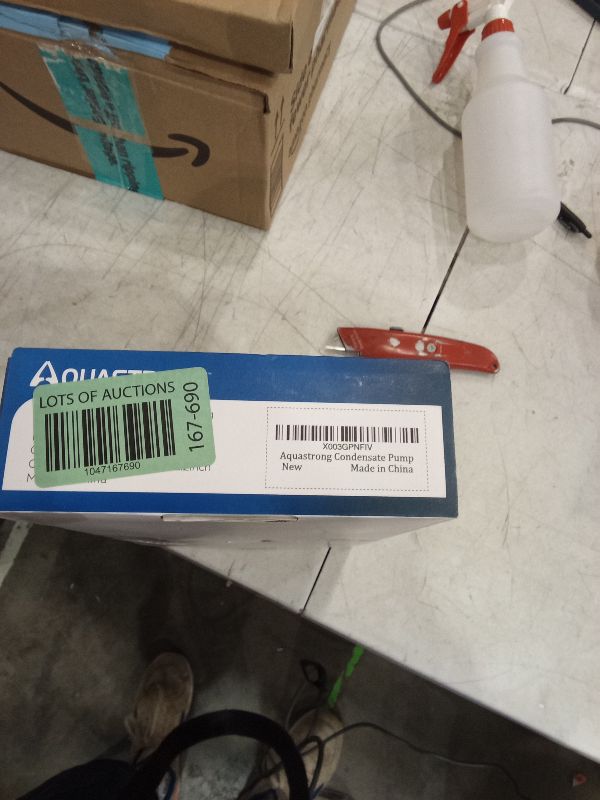 LOTS OF AUCTIONS
1047167690
167-690
X003GPNFIV
Aquastrong Condensate Pump
New Made in China